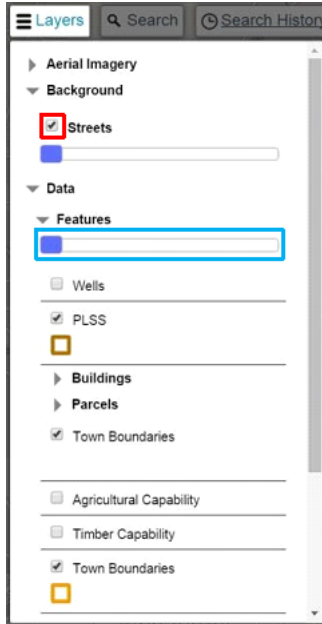 Layers Search Search History
Aerial Imagery
Background
Streets
Data
Features
Wells
PLSS
Buildings
Parcels
Town Boundaries
Agricultural Capability
Timber Capability
Town Boundaries